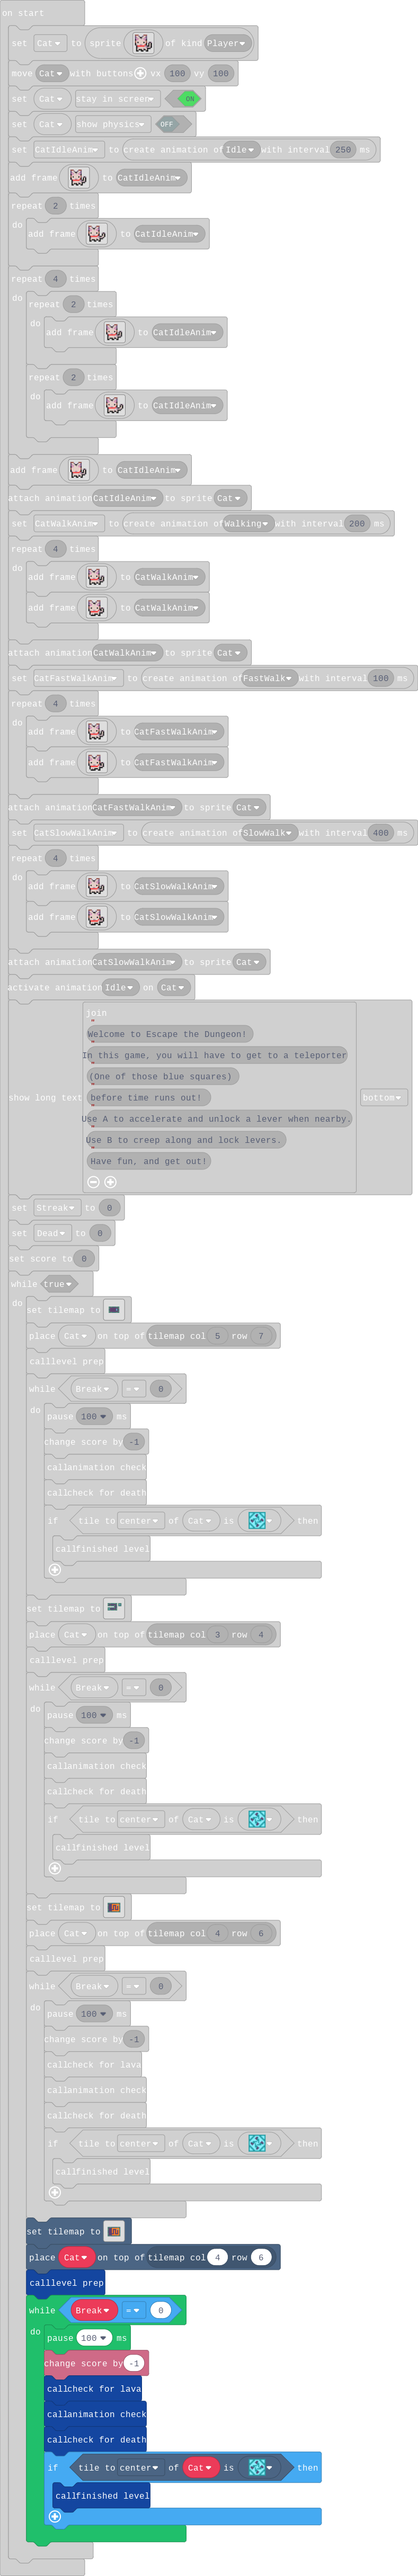 on start
set Cat to sprite of kind Player
move Cat with buttons vx 100 vy 100
set Cat stay in screen ON
set Cat show physics OFF
set CatIdleAnim to create animation of Idle with interval 250 ms
add frame to CatIdleAnim
repeat 2 times
do
add frame to CatIdleAnim
repeat 4 times
do
repeat 2 times
do
add frame to CatIdleAnim
repeat 2 times
do
add frame to CatIdleAnim
add frame to CatIdleAnim
attach animation CatIdleAnim to sprite Cat
set CatWalkAnim to create animation of Walking with interval 200 ms
repeat 4 times
do
add frame to CatWalkAnim
add frame to CatWalkAnim
attach animation CatWalkAnim to sprite Cat
set CatFastWalkAnim to create animation of FastWalk with interval 100 ms
repeat 4 times
do
add frame to CatFastWalkAnim
add frame to CatFastWalkAnim
attach animation CatFastWalkAnim to sprite Cat
set CatSlowWalkAnim to create animation of SlowWalk with interval 400 ms
repeat 4 times
do
add frame to CatSlowWalkAnim
add frame to CatSlowWalkAnim
attach animation CatSlowWalkAnim to sprite Cat
activate animation Idle on Cat
join
Welcome to Escape the Dungeon!
In this game, you will have to get to a teleporter
(One of those blue squares)
show long text before time runs out! bottom
Use A to accelerate and unlock a lever when nearby.
Use B to creep along and lock levers.
Have fun, and get out!
set Streak to 0
set Dead to 0
set score to 0
while true
do
set tilemap to
place Cat on top of tilemap col 5 row 7
call level prep
while Break = 0
do
pause 100 ms
change score by -1
call animation check
call check for death
if tile to center of Cat is then
call finished level
set tilemap to
place Cat on top of tilemap col 3 row 4
call level prep
while Break = 0
do
pause 100 ms
change score by -1
call animation check
call check for death
if tile to center of Cat is then
call finished level
set tilemap to
place Cat on top of tilemap col 4 row 6
call level prep
while Break = 0
do
pause 100 ms
change score by -1
call check for lava
call animation check
call check for death
if tile to center of Cat is then
call finished level
set tilemap to
place Cat on top of tilemap col 4 row 6
call level prep
while Break = 0
do
pause 100 ms
change score by -1
call check for lava
call animation check
call check for death
if tile to center of Cat is then
call finished level